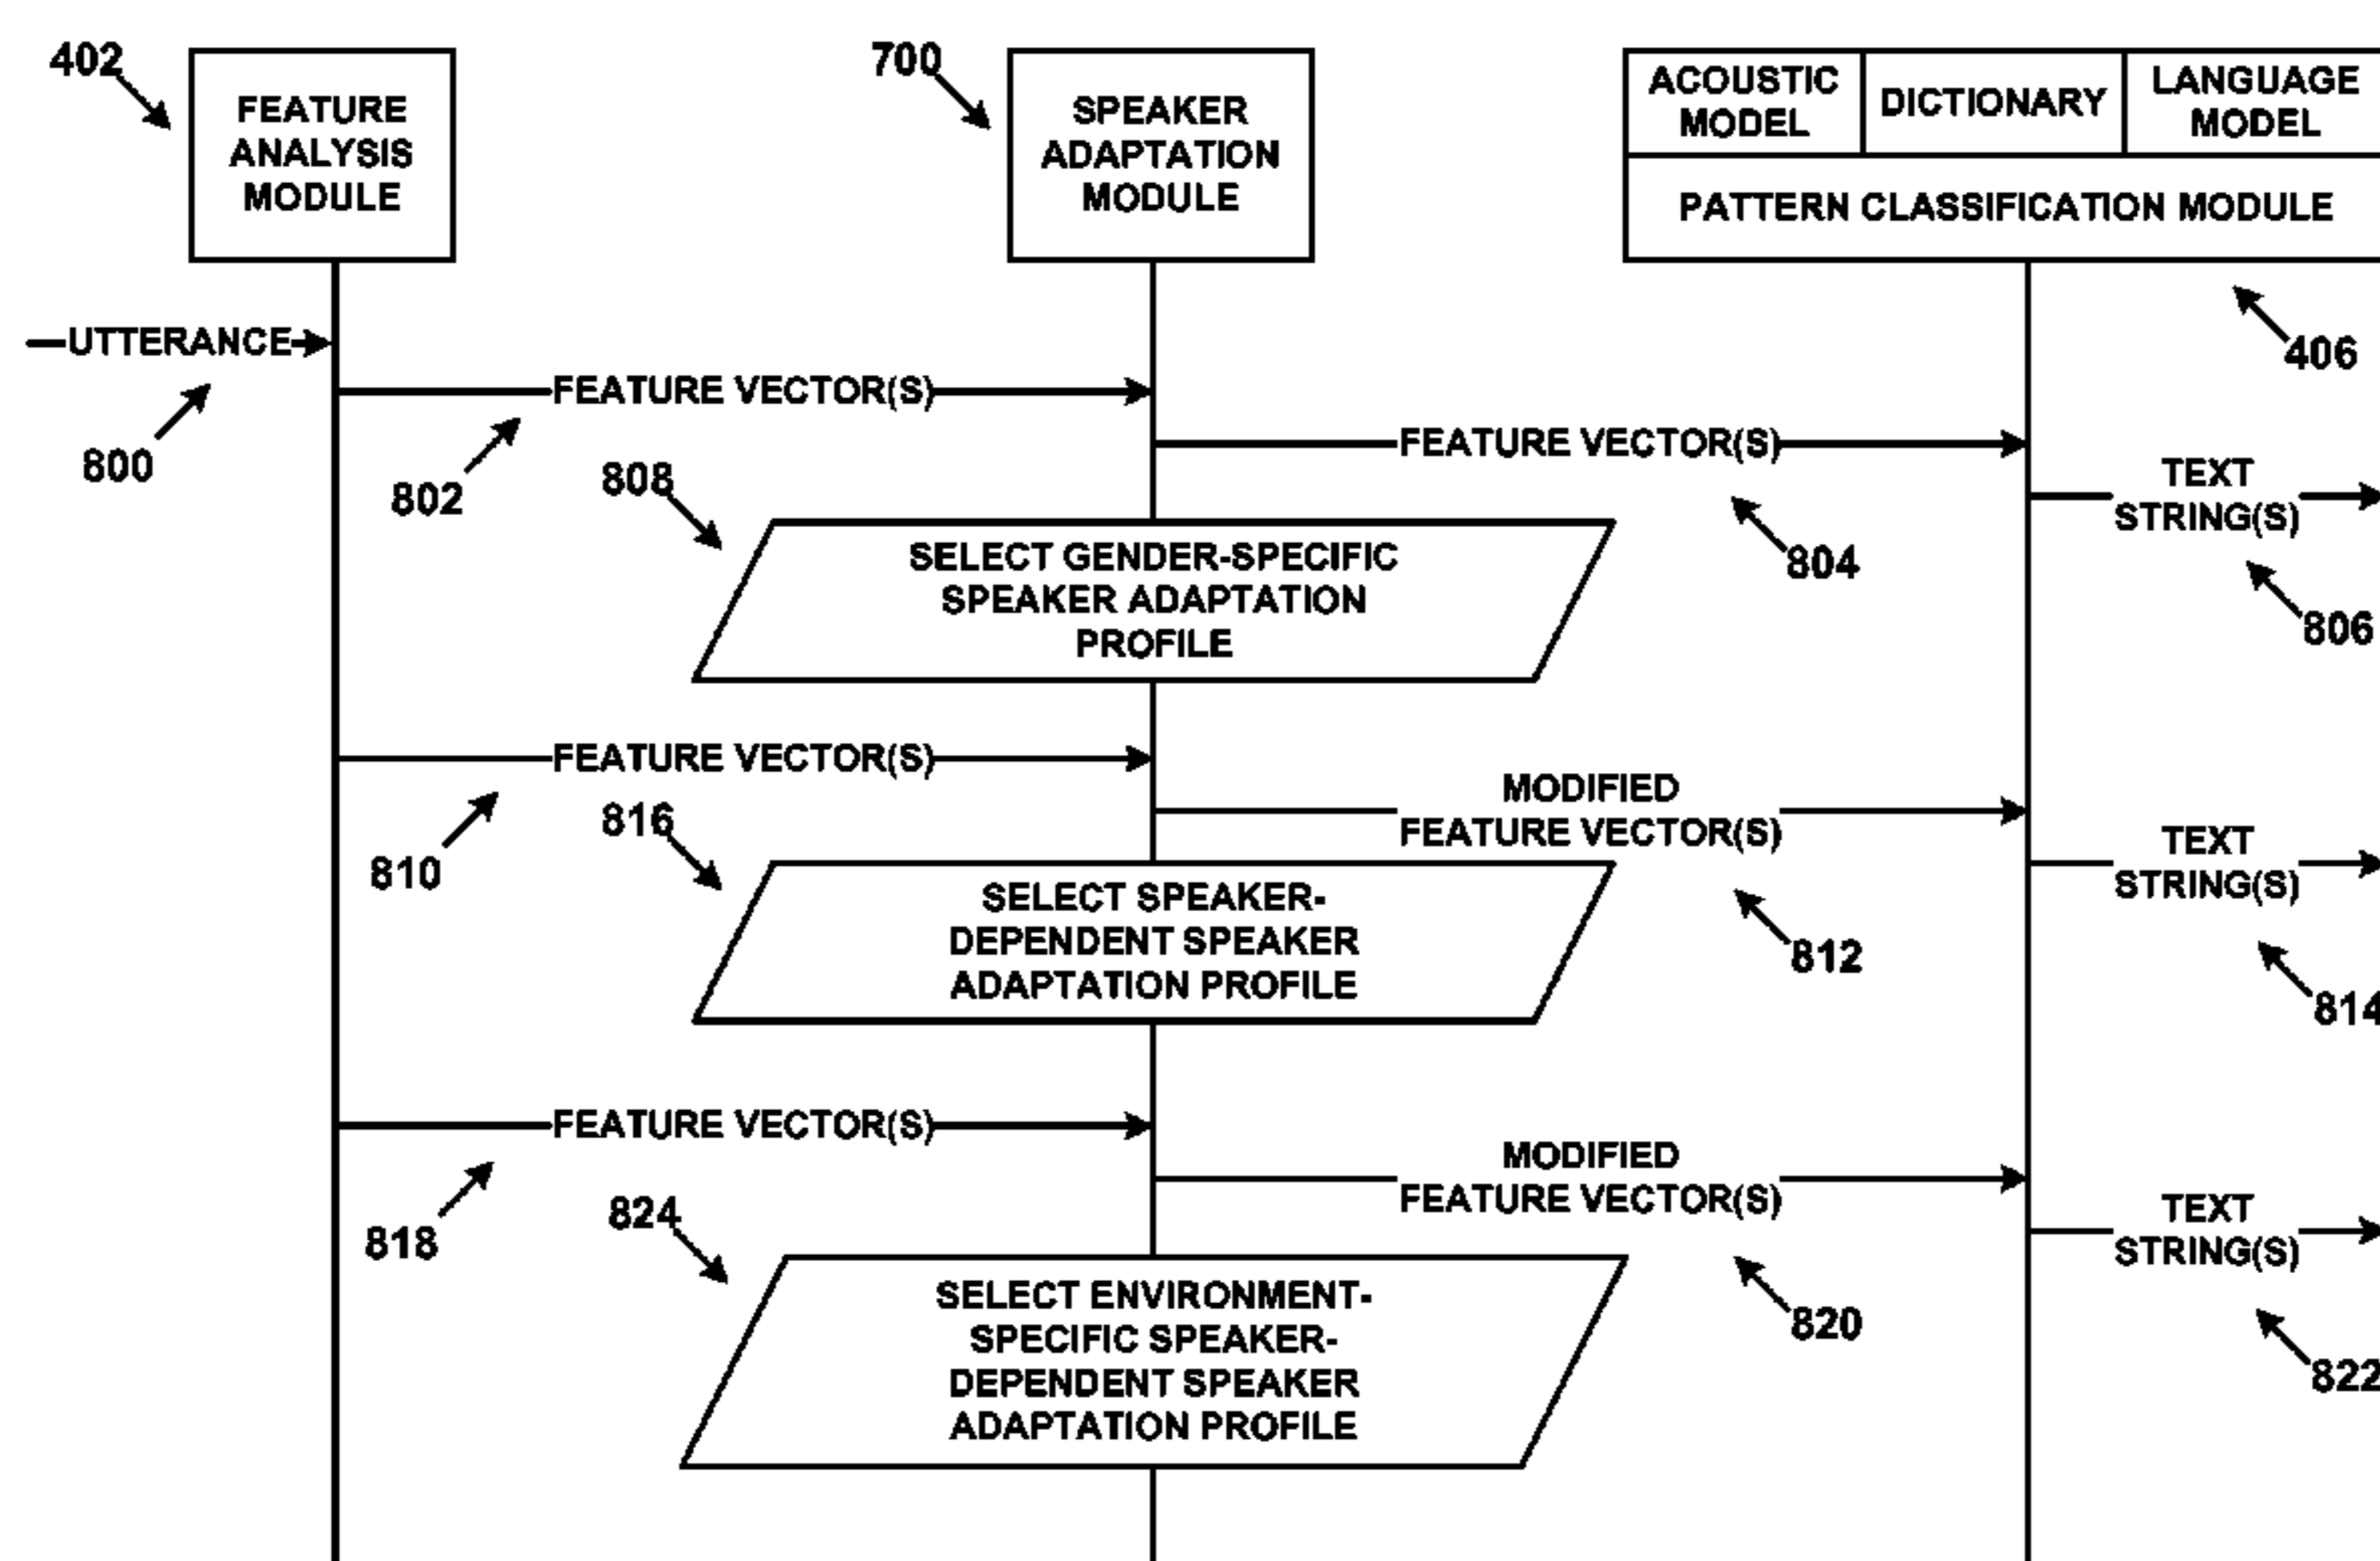 402
FEATURE
ANALYSIS
MODULE
700
SPEAKER
ADAPTATION
MODULE
ACOUSTIC
MODEL
DICTIONARY
LANGUAGE
MODEL
PATTERN CLASSIFICATION MODULE
406
UTTERANCE
800
FEATURE VECTOR(S)
802
FEATURE VECTOR(S)
804
TEXT
STRING(S)
806
808
SELECT GENDER-SPECIFIC
SPEAKER ADAPTATION
PROFILE
FEATURE VECTOR(S)
810
MODIFIED
FEATURE VECTOR(S)
812
TEXT
STRING(S)
814
816
SELECT SPEAKER-
DEPENDENT SPEAKER
ADAPTATION PROFILE
FEATURE VECTOR(S)
818
MODIFIED
FEATURE VECTOR(S)
820
TEXT
STRING(S)
822
824
SELECT ENVIRONMENT-
SPECIFIC SPEAKER-
DEPENDENT SPEAKER
ADAPTATION PROFILE